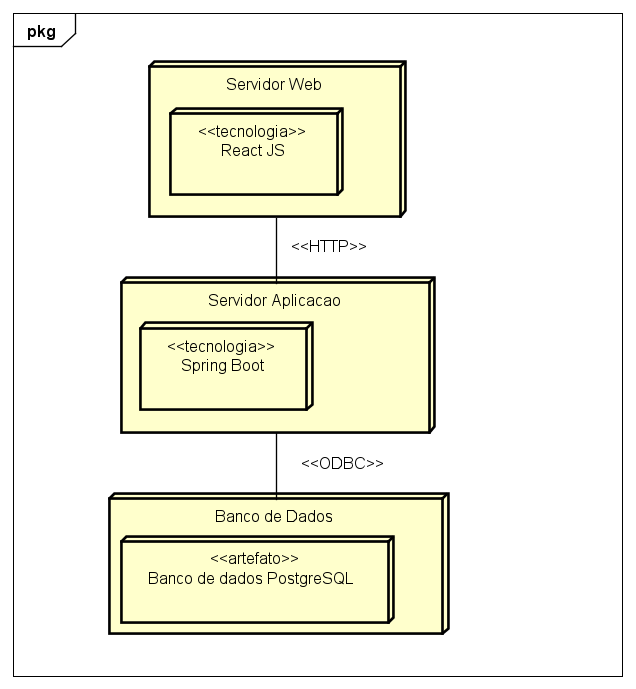 pkg
Servidor Web
<<tecnologia>>
React JS
<<HTTP>>
Servidor Aplicacao
<<tecnologia>>
Spring Boot
<<ODBC>>
Banco de Dados
<<artefato>>
Banco de dados PostgreSQL